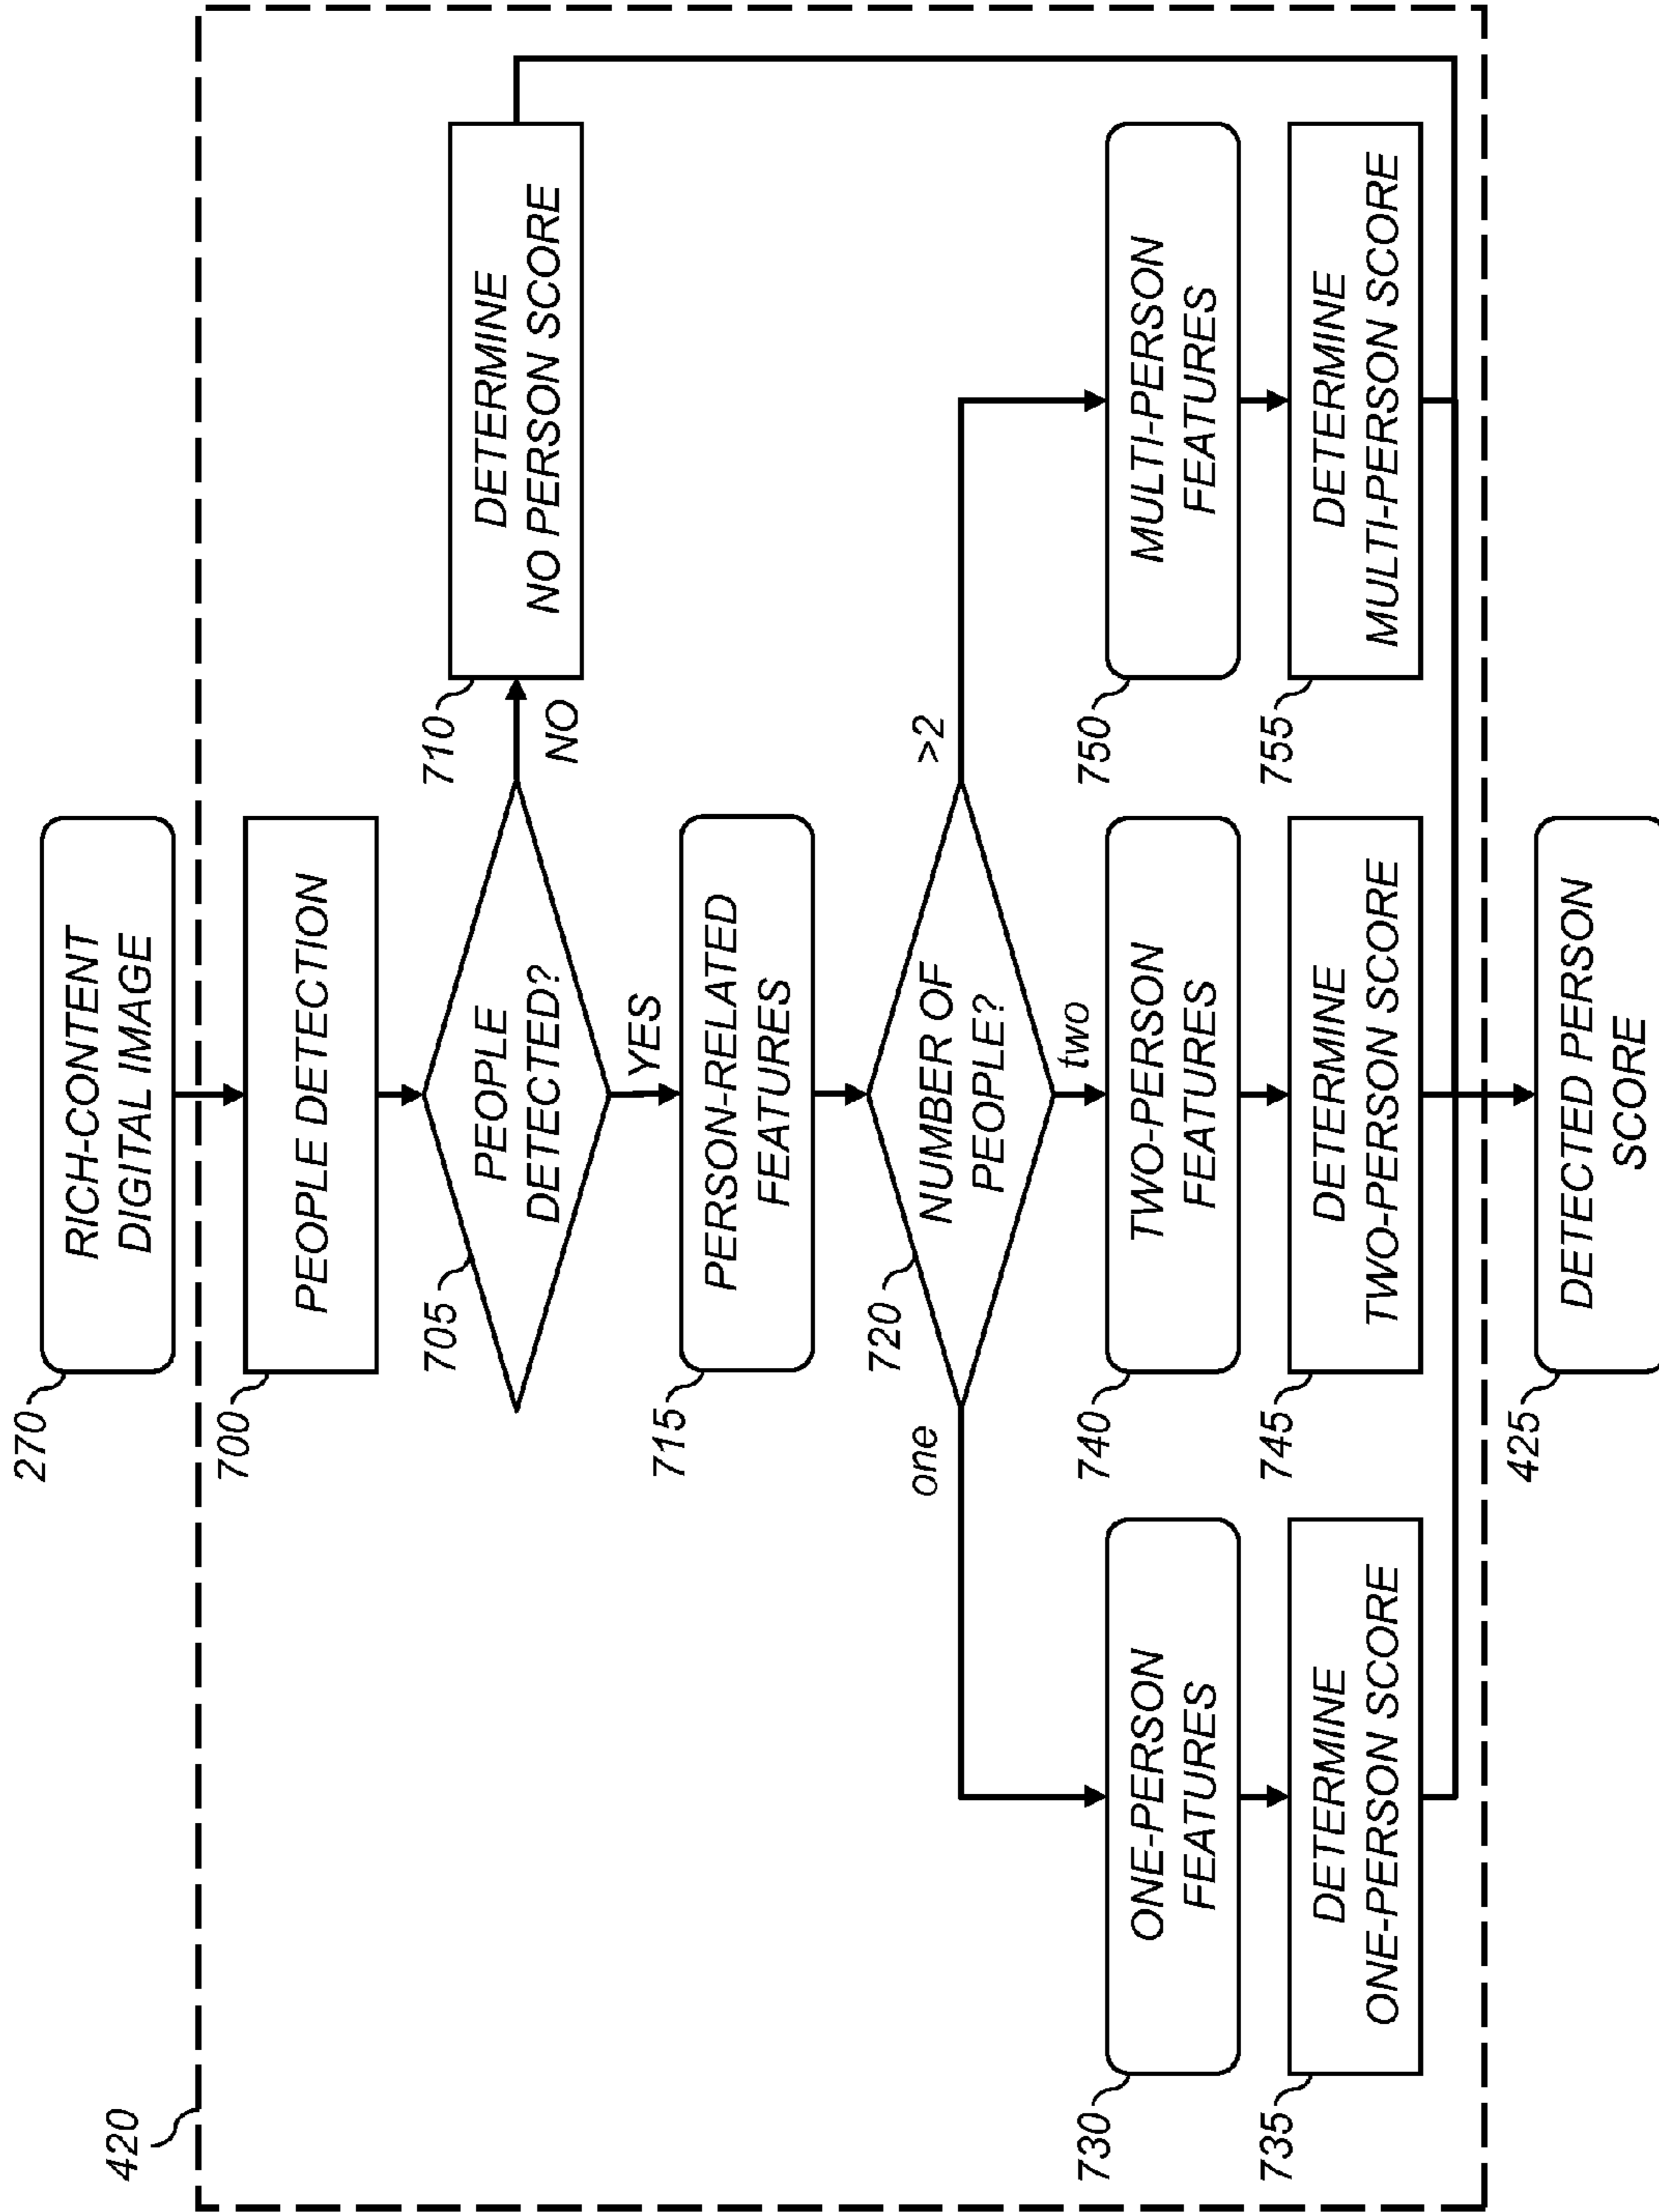 270
RICH-CONTENT
DIGITAL IMAGE
420
700
PEOPLE DETECTION
705
PEOPLE
DETECTED?
NO
710
DETERMINE
NO PERSON SCORE
YES
715
PERSON-RELATED
FEATURES
720
NUMBER OF
PEOPLE?
one
two
>2
730
ONE-PERSON
FEATURES
740
TWO-PERSON
FEATURES
750
MULTI-PERSON
FEATURES
735
DETERMINE
ONE-PERSON SCORE
745
DETERMINE
TWO-PERSON SCORE
755
DETERMINE
MULTI-PERSON SCORE
425
DETECTED PERSON
SCORE